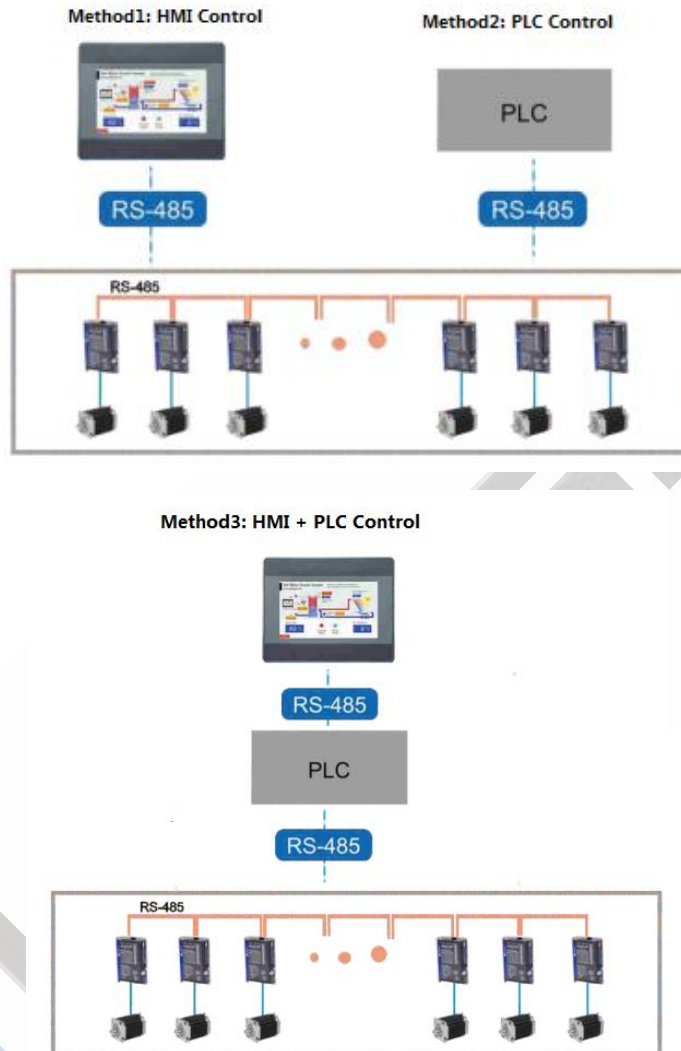 Method1: HMI Control
Method2: PLC Control
PLC
RS-485
RS-485
RS-485
Method3: HMI + PLC Control
RS-485
PLC
RS-485
RS-485